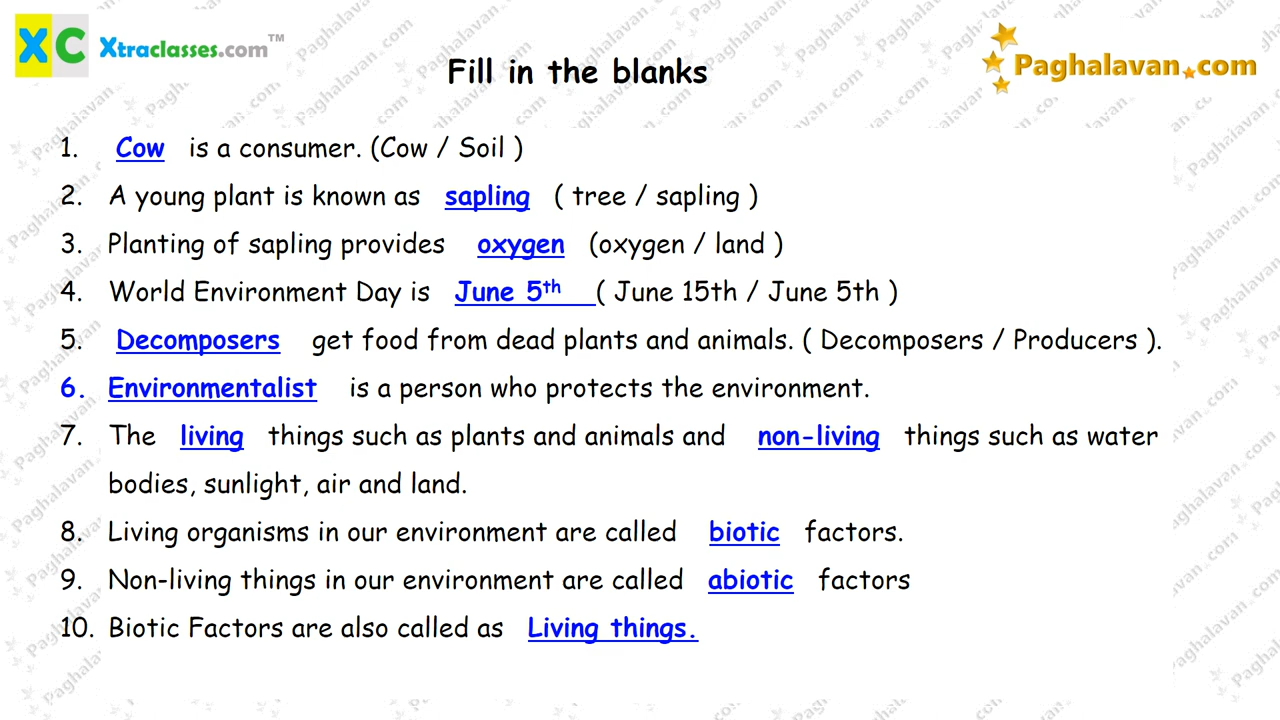 XC Xtraclasses.com™
Paghalavan.com
Fill in the blanks
1. Cow is a consumer. (Cow / Soil )
2. A young plant is known as sapling ( tree / sapling )
3. Planting of sapling provides oxygen (oxygen / land )
4. World Environment Day is June 5th ( June 15th / June 5th )
5. Decomposers get food from dead plants and animals. ( Decomposers / Producers ).
6. Environmentalist is a person who protects the environment.
7. The living things such as plants and animals and non-living things such as water
bodies, sunlight, air and land.
8. Living organisms in our environment are called biotic factors.
9. Non-living things in our environment are called abiotic factors
10. Biotic Factors are also called as Living things.